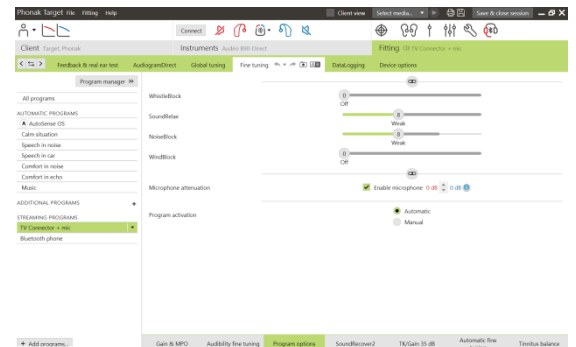 Phonak Target File Fitting Help Client view Select media... Save & close session
Connect
Client Target, Phonak Instruments Audéo B90-Direct Fitting TV Connector + mic
Feedback & real ear test AudiogramDirect Global tuning Fine tuning DataLogging Device options
Program manager
All programs
WhistleBlock 0
Off
AUTOMATIC PROGRAMS
SoundRelax 8
Weak
A AutoSense OS
Calm situation
NoiseBlock 8
Weak
Speech in noise
Speech in car
WindBlock 0
Off
Comfort in noise
Comfort in echo
Music
Microphone attenuation Enable microphone 0 dB 0 dB
ADDITIONAL PROGRAMS +
Program activation Automatic
Manual
STREAMING PROGRAMS
TV Connector + mic
Bluetooth phone
+ Add programs...
Gain & MPO Audibility fine tuning Program options SoundRecover2 TK/Gain 35 dB Automatic fine Tinnitus balance